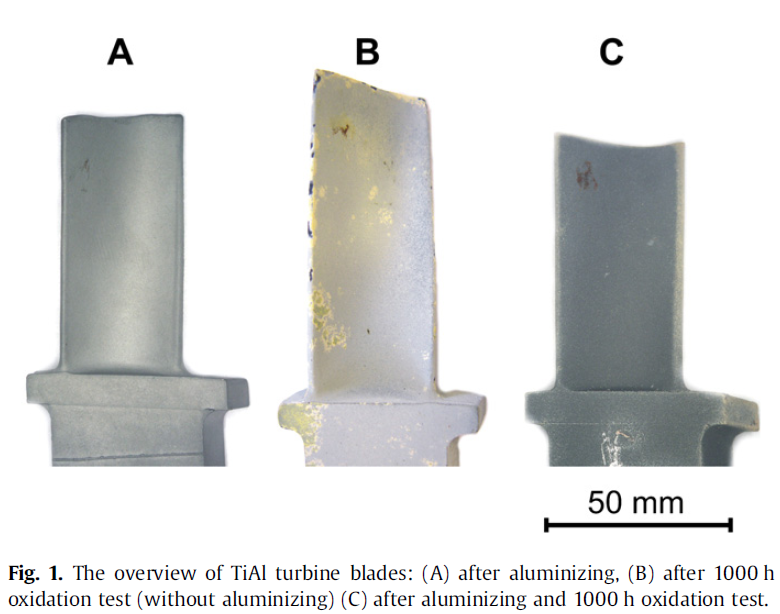 A B C
50 mm
Fig. 1. The overview of TiAl turbine blades: (A) after aluminizing, (B) after 1000 h
oxidation test (without aluminizing) (C) after aluminizing and 1000 h oxidation test.